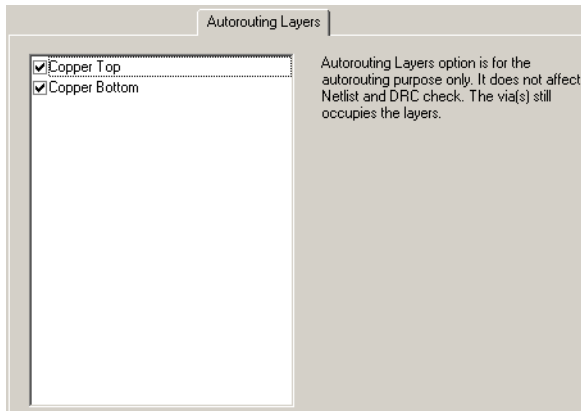 Autorouting Layers
Copper Top
Copper Bottom
Autorouting Layers option is for the
autorouting purpose only. It does not affect
Netlist and DRC check. The via(s) still
occupies the layers.